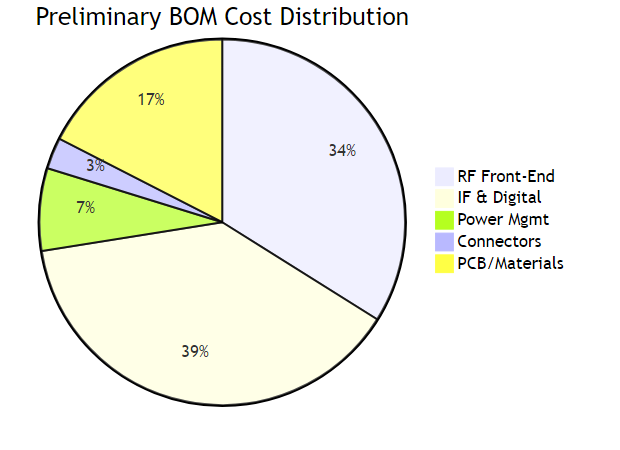 Preliminary BOM Cost Distribution
17%
34%
3%
7%
39%
RF Front-End
IF & Digital
Power Mgmt
Connectors
PCB/Materials